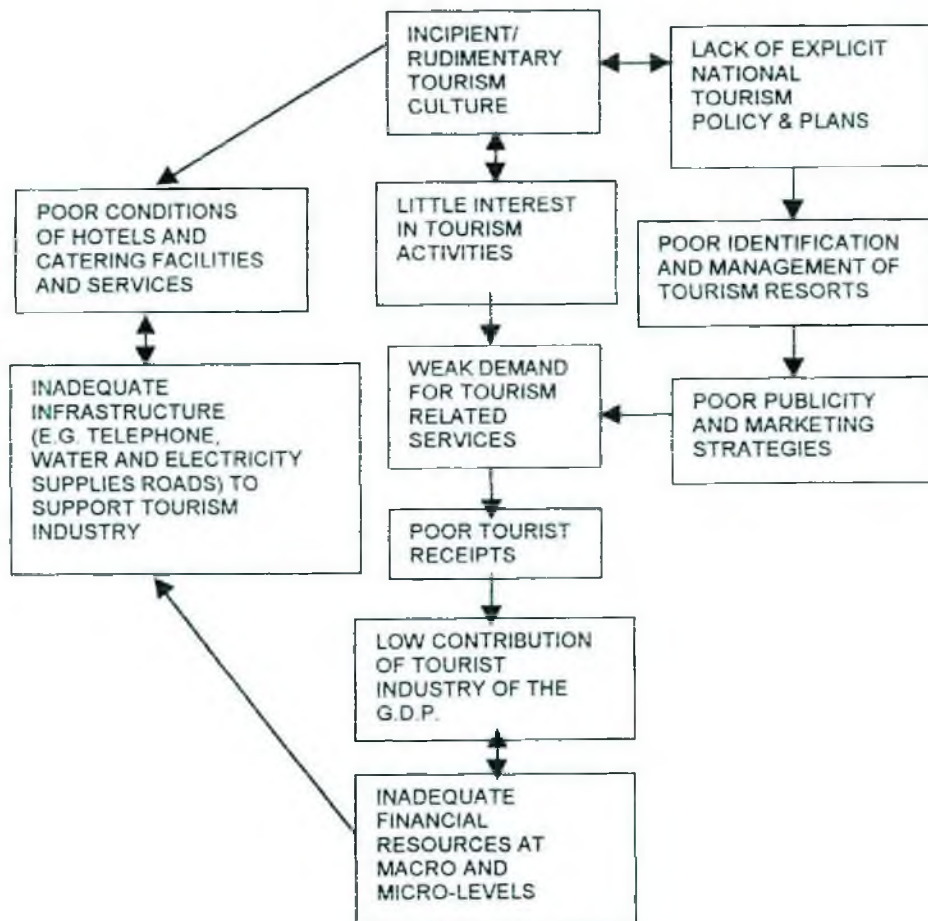 INCIPIENT/
RUDIMENTARY
TOURISM
CULTURE
LACK OF EXPLICIT
NATIONAL
TOURISM
POLICY & PLANS
POOR CONDITIONS
OF HOTELS AND
CATERING FACILITIES
AND SERVICES
LITTLE INTEREST
IN TOURISM
ACTIVITIES
POOR IDENTIFICATION
AND MANAGEMENT OF
TOURISM RESORTS
INADEQUATE
INFRASTRUCTURE
(E.G. TELEPHONE,
WATER AND ELECTRICITY
SUPPLIES ROADS) TO
SUPPORT TOURISM
INDUSTRY
WEAK DEMAND
FOR TOURISM
RELATED
SERVICES
POOR PUBLICITY
AND MARKETING
STRATEGIES
POOR TOURIST
RECEIPTS
LOW CONTRIBUTION
OF TOURIST
INDUSTRY OF THE
G.D.P.
INADEQUATE
FINANCIAL
RESOURCES AT
MACRO AND
MICRO-LEVELS